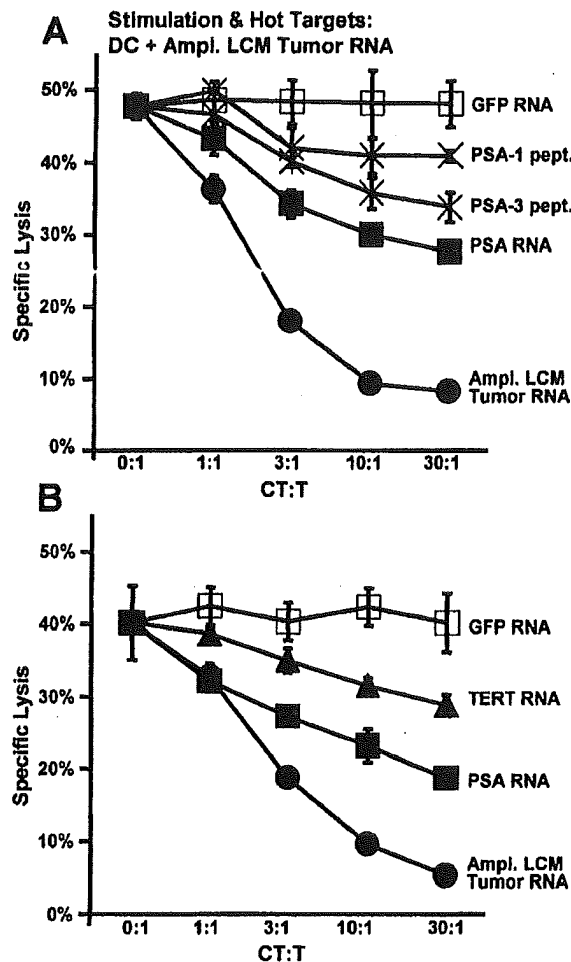 A
Stimulation & Hot Targets:
DC + Ampl. LCM Tumor RNA
Specific Lysis
50%
40%
30%
20%
10%
0%
GFP RNA
PSA-1 pept.
PSA-3 pept.
PSA RNA
Ampl. LCM
Tumor RNA
0:1 1:1 3:1 10:1 30:1
CT:T
B
Specific Lysis
50%
40%
30%
20%
10%
0%
GFP RNA
TERT RNA
PSA RNA
Ampl. LCM
Tumor RNA
0:1 1:1 3:1 10:1 30:1
CT:T